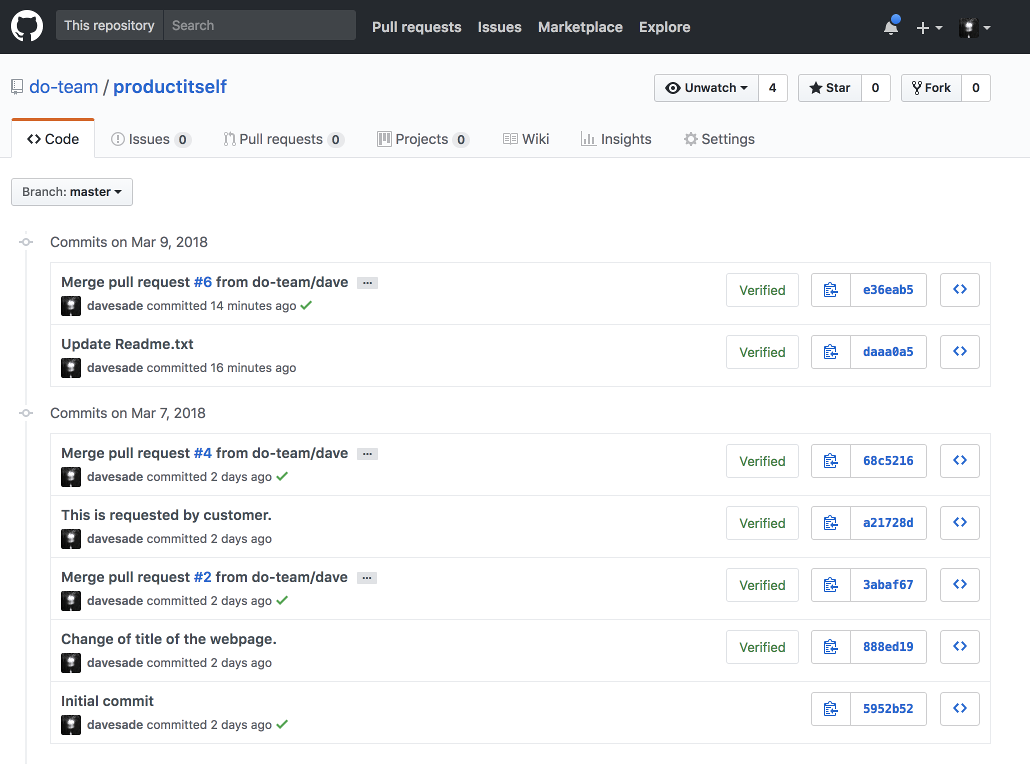 This repository Search Pull requests Issues Marketplace Explore
do-team / productitself Unwatch 4 Star 0 Fork 0
Code Issues 0 Pull requests 0 Projects 0 Wiki Insights Settings
Branch: master
Commits on Mar 9, 2018
Merge pull request #6 from do-team/dave ...
Verified e36eab5
davesade committed 14 minutes ago
Update Readme.txt
Verified daaa0a5
davesade committed 16 minutes ago
Commits on Mar 7, 2018
Merge pull request #4 from do-team/dave ...
Verified 68c5216
davesade committed 2 days ago
This is requested by customer.
Verified a21728d
davesade committed 2 days ago
Merge pull request #2 from do-team/dave ...
Verified 3abaf67
davesade committed 2 days ago
Change of title of the webpage.
Verified 888ed19
davesade committed 2 days ago
Initial commit
5952b52
davesade committed 2 days ago